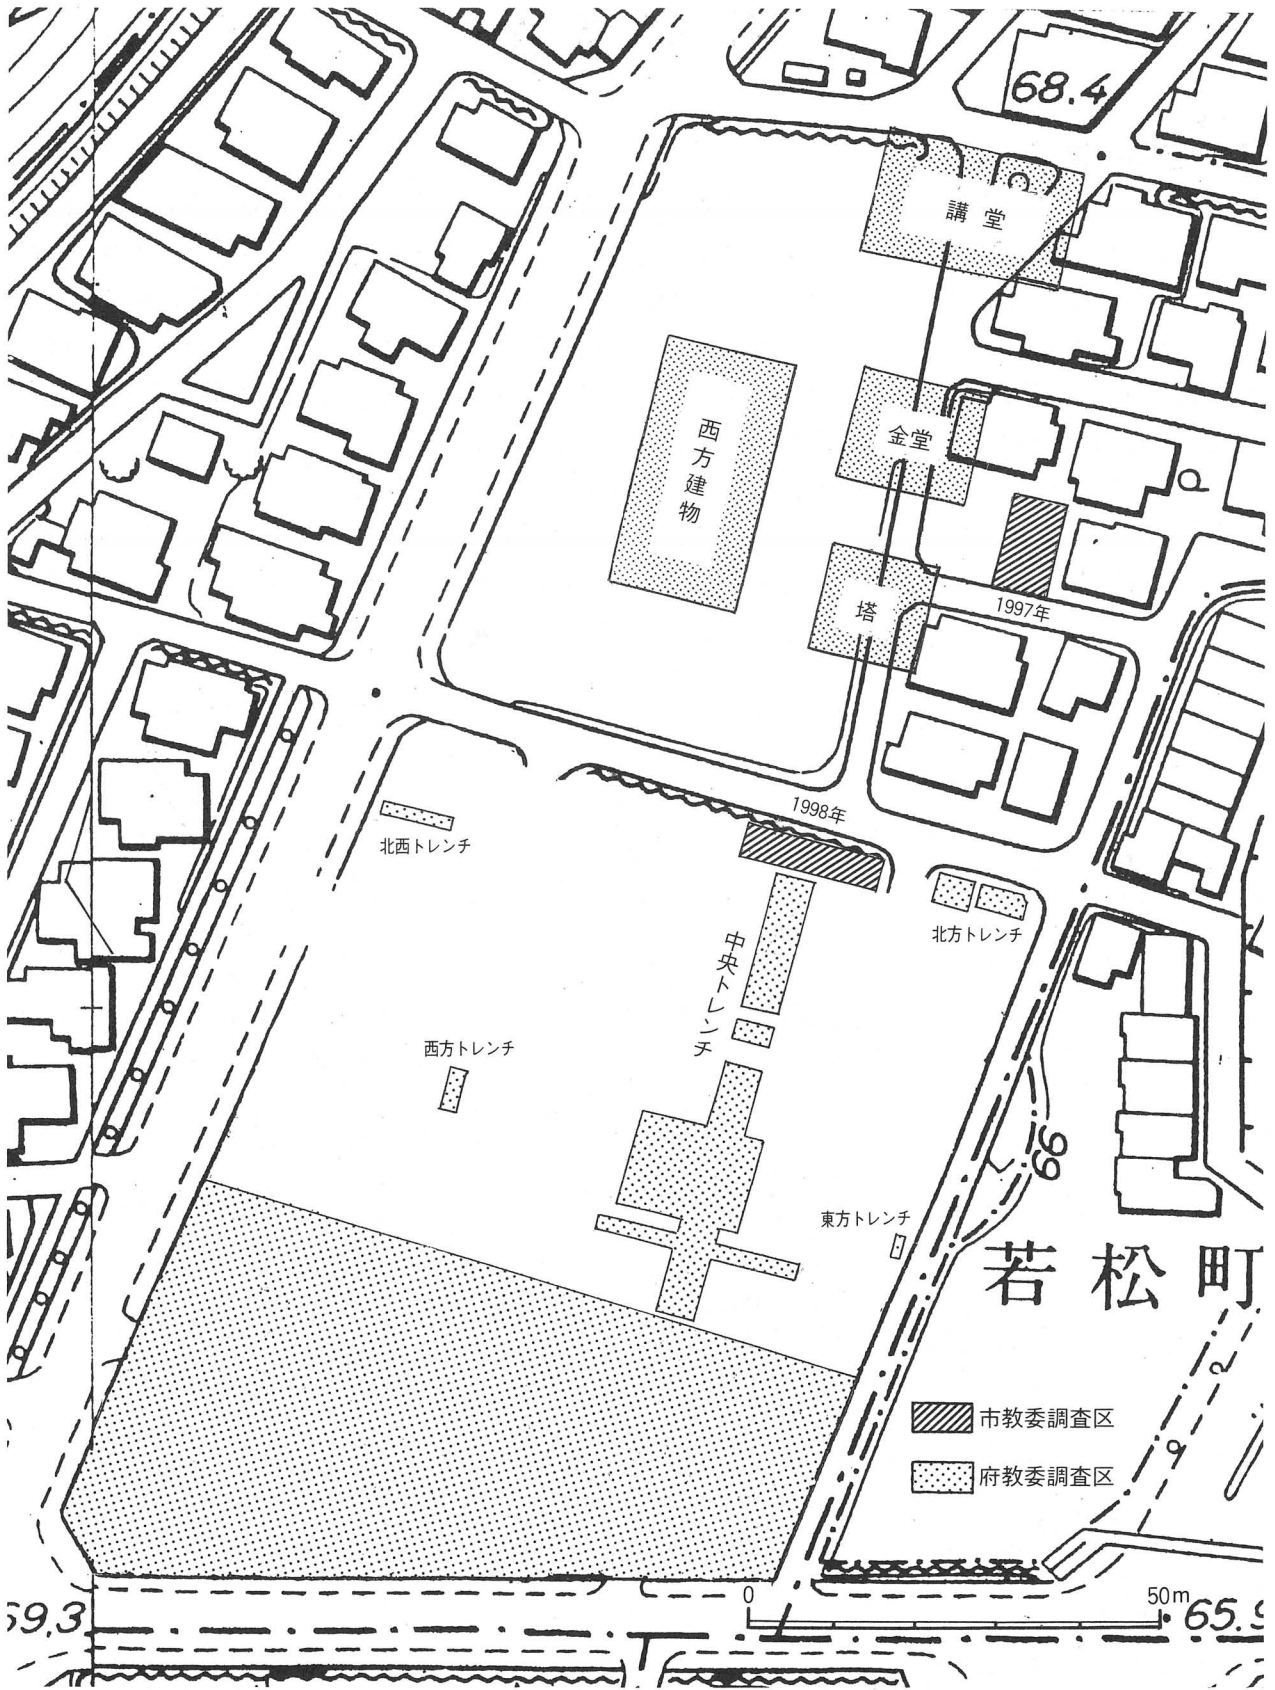 68.4
講堂
西方建物
金堂
塔
1997年
1998年
北西トレンチ
北方トレンチ
中央トレンチ
西方トレンチ
66
東方トレンチ
若松町
市教委調査区
府教委調査区
0
50m
59.3
65.9